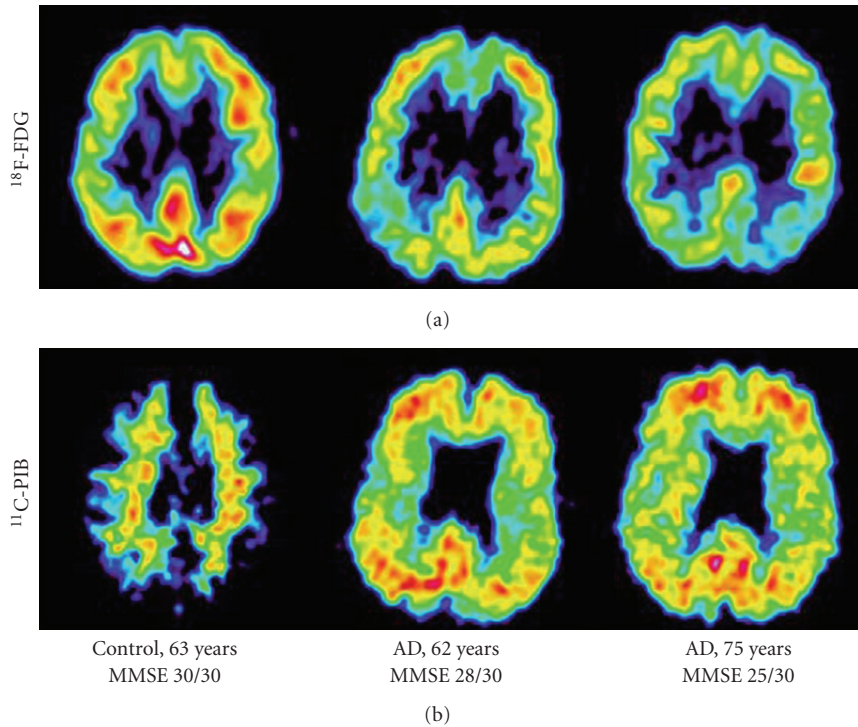 ¹⁸F-FDG
(a)
¹¹C-PIB
Control, 63 years
MMSE 30/30
AD, 62 years
MMSE 28/30
AD, 75 years
MMSE 25/30
(b)